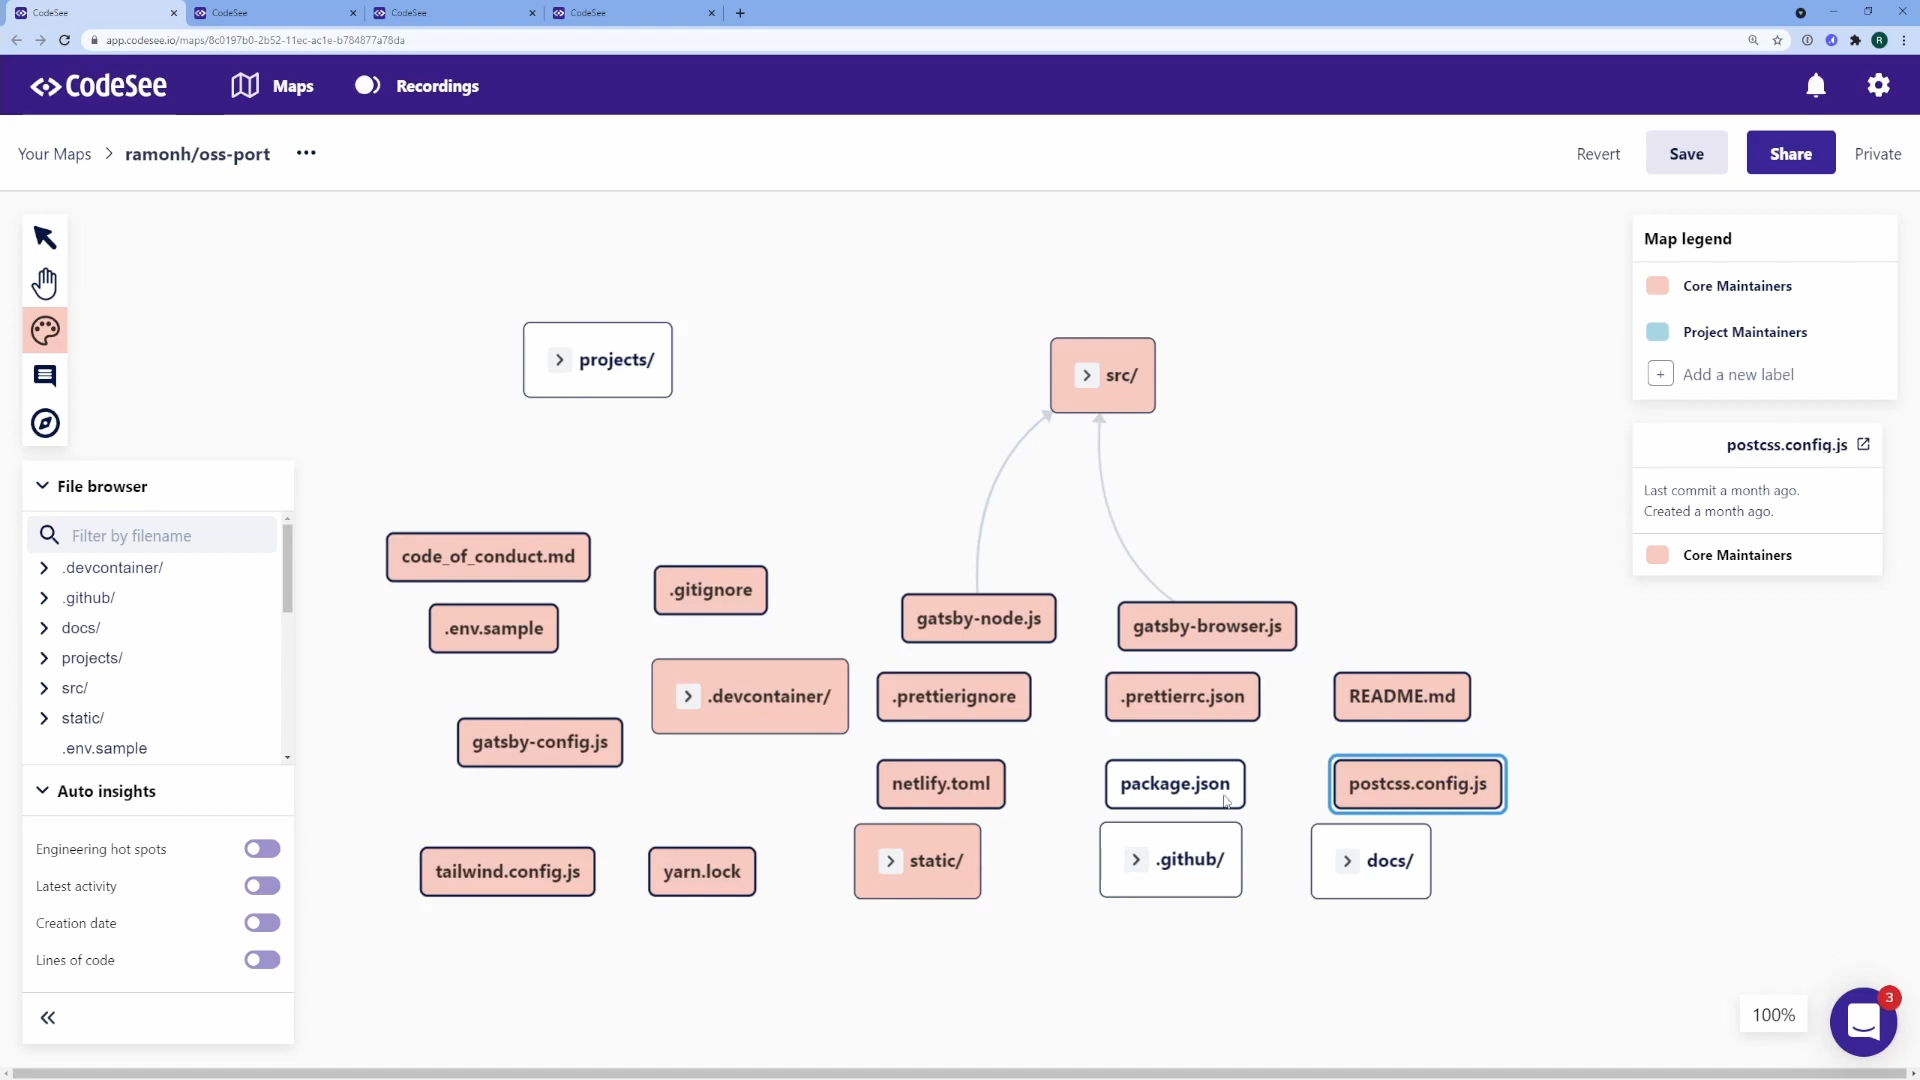 CodeSee
CodeSee
CodeSee
CodeSee
app.codesee.io/maps/8c0197b0-2b52-11ec-ac1e-b784877a78da
R
CodeSee
Maps
Recordings
Your Maps
ramonh/oss-port
Revert
Save
Share
Private
Map legend
Core Maintainers
Project Maintainers
Add a new label
postcss.config.js
Last commit a month ago.
Created a month ago.
Core Maintainers
projects/
src/
code_of_conduct.md
.gitignore
.env.sample
gatsby-node.js
gatsby-browser.js
.devcontainer/
.prettierignore
.prettierrc.json
README.md
gatsby-config.js
netlify.toml
package.json
postcss.config.js
tailwind.config.js
yarn.lock
static/
.github/
docs/
File browser
Filter by filename
.devcontainer/
.github/
docs/
projects/
src/
static/
.env.sample
Auto insights
Engineering hot spots
Latest activity
Creation date
Lines of code
100%
3